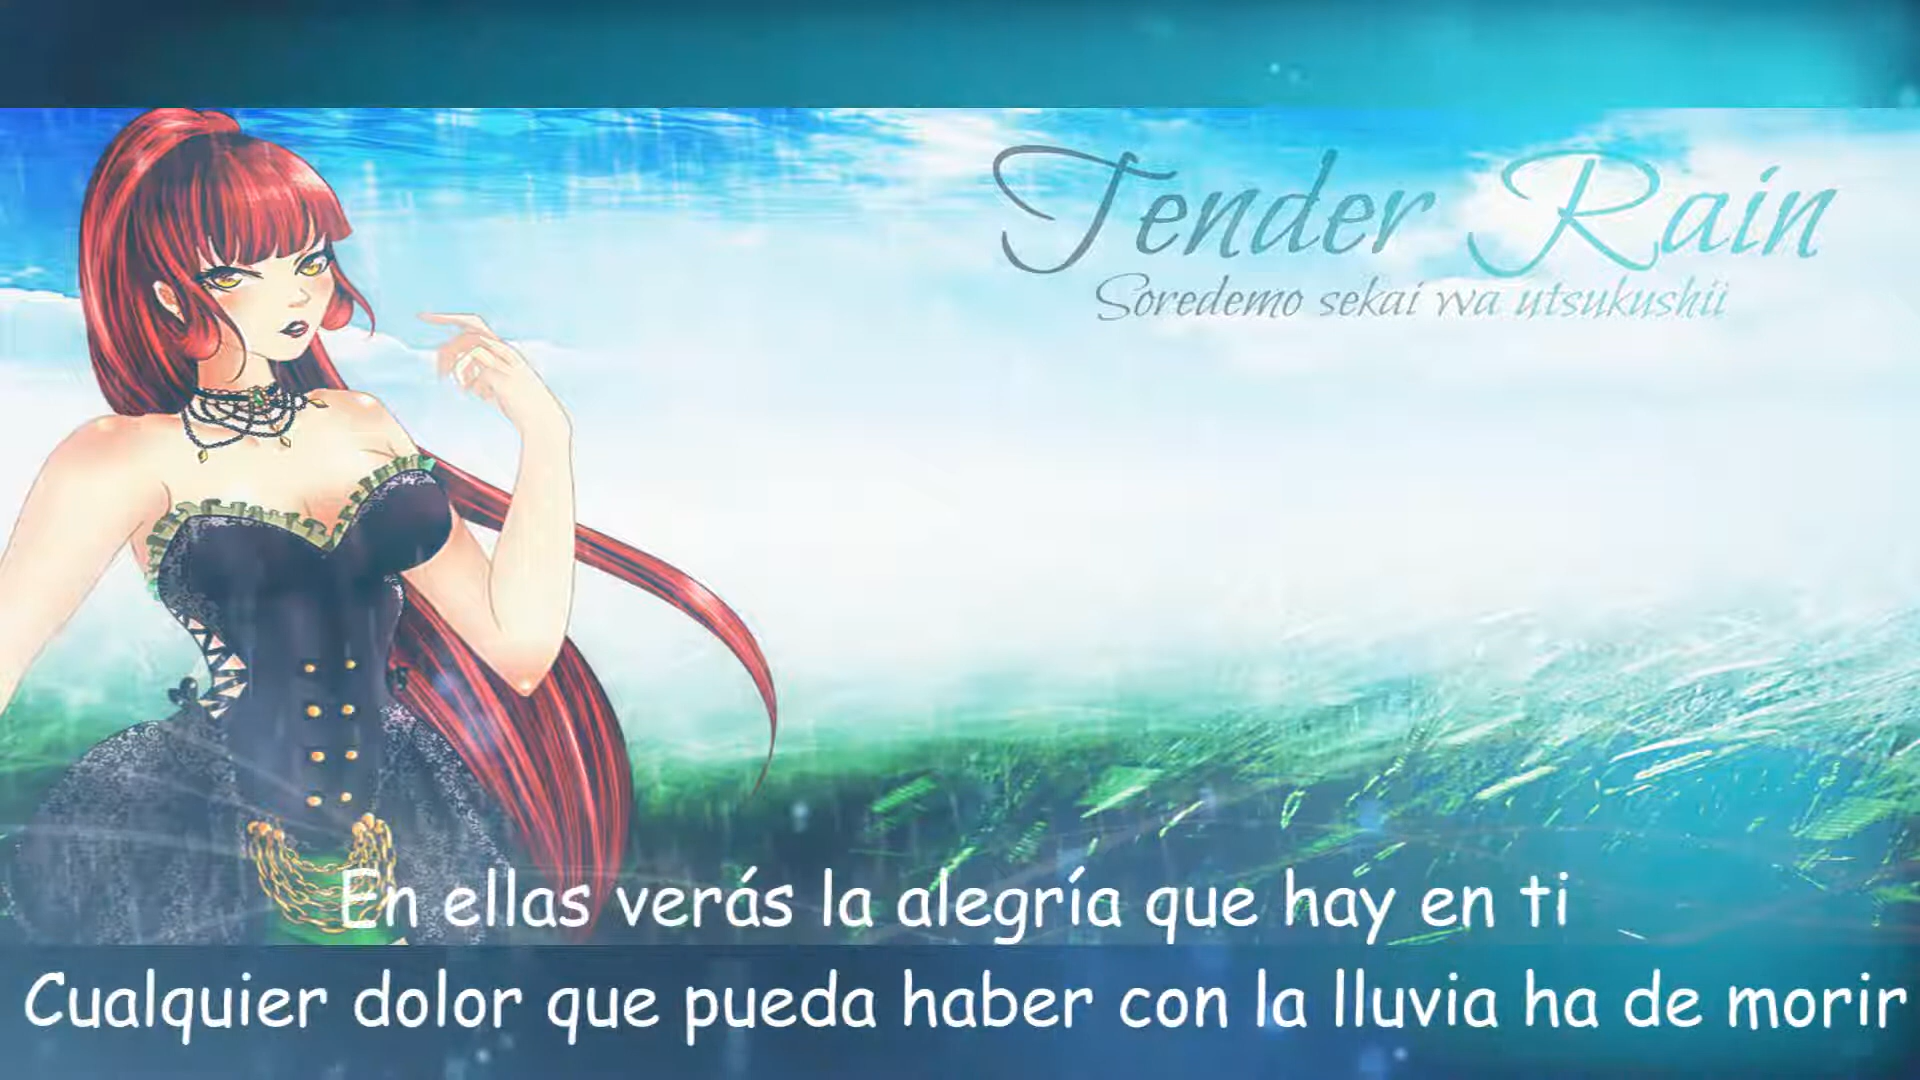 Tender Rain
Soredemo sekai wa utsukushii
En ellas verás la alegría que hay en ti
Cualquier dolor que pueda haber con la lluvia ha de morir